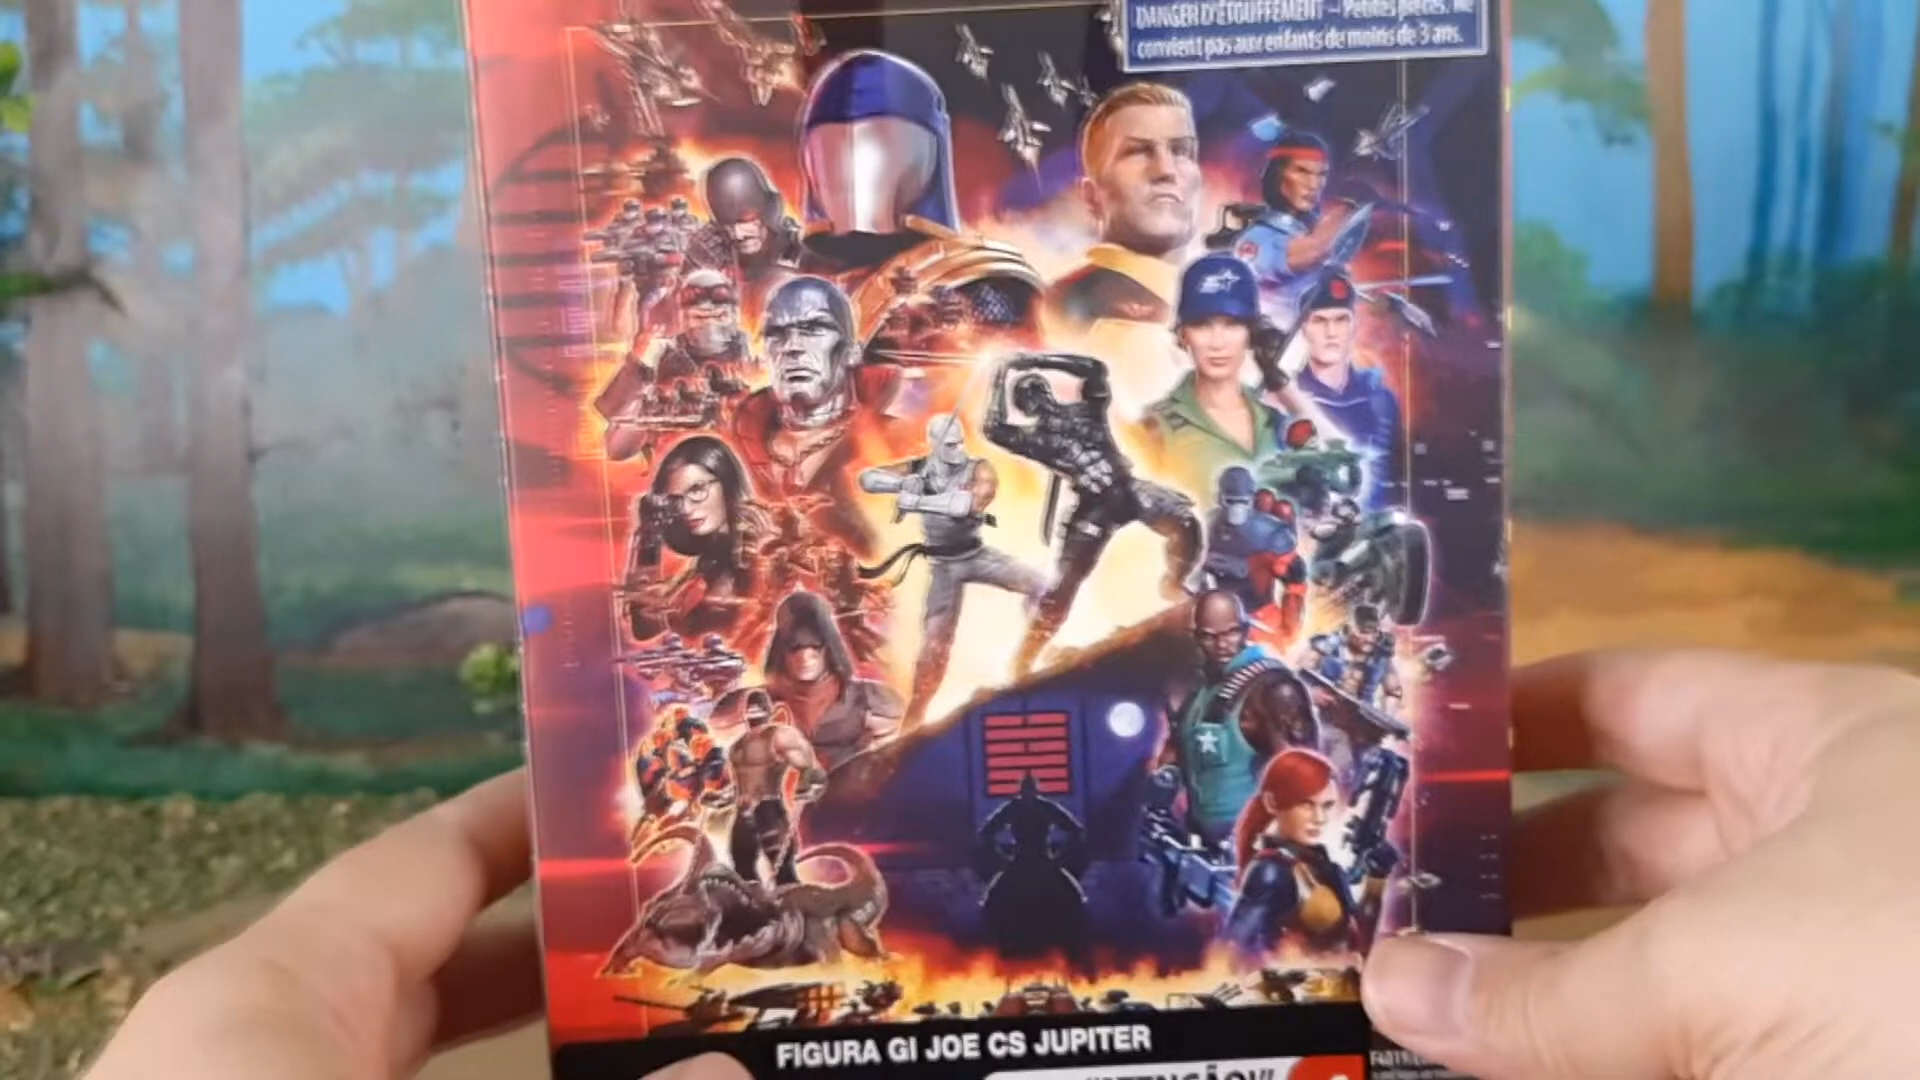 DANGER D'ÉTOUFFEMENT – Petites pièces. Ne
convient pas aux enfants de moins de 3 ans.
FIGURA GI JOE CS JUPITER